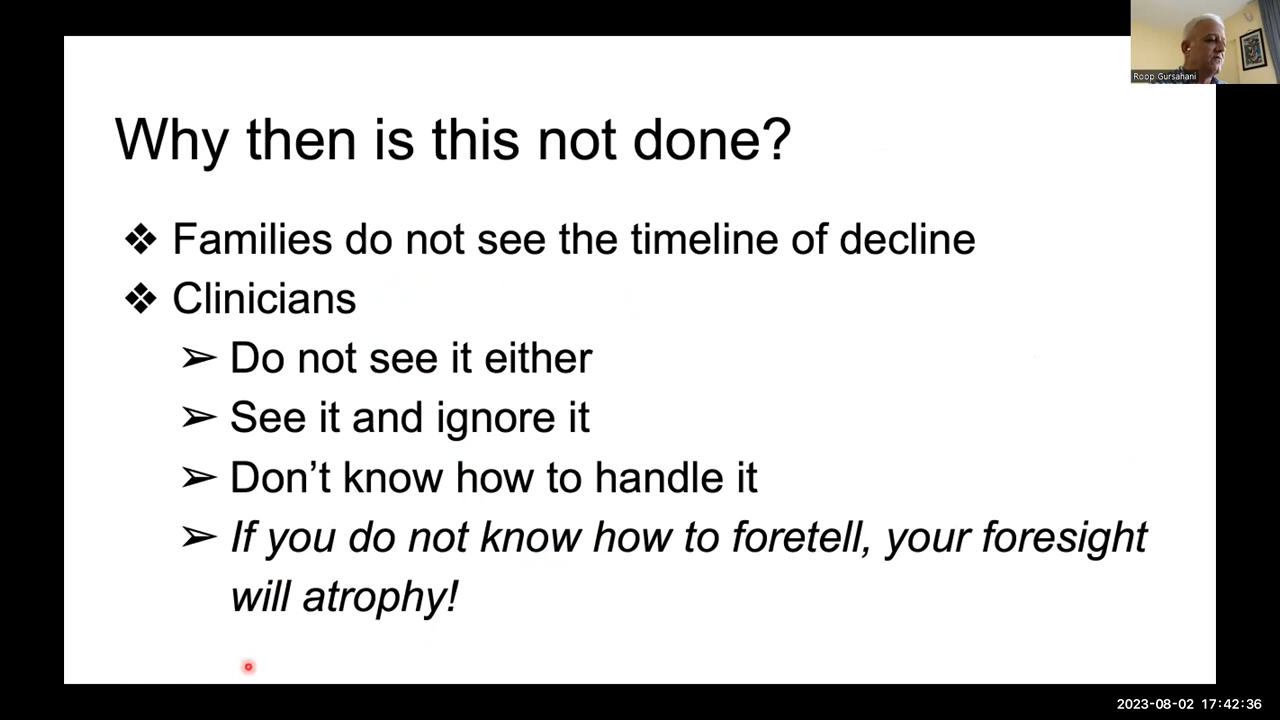 Roop Gursahani
Why then is this not done?
❖ Families do not see the timeline of decline
❖ Clinicians
➢ Do not see it either
➢ See it and ignore it
➢ Don’t know how to handle it
➢ If you do not know how to foretell, your foresight
will atrophy!
2023-08-02 17:42:36